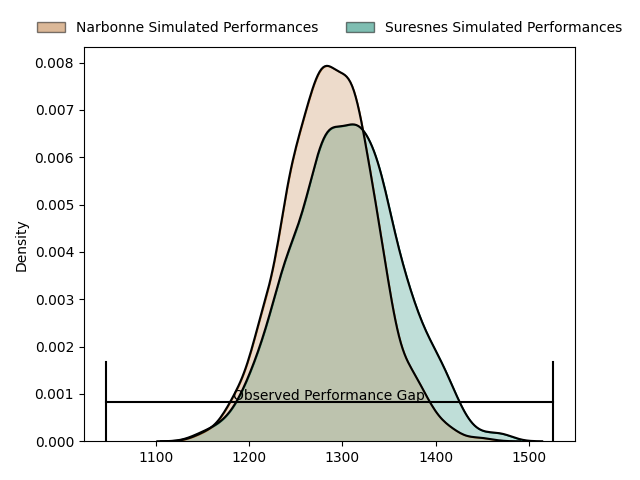 Narbonne Simulated Performances
Suresnes Simulated Performances
0.008
0.007
0.006
0.005
0.004
0.003
0.002
0.001
0.000
Density
Observed Performance Gap
1100 1200 1300 1400 1500